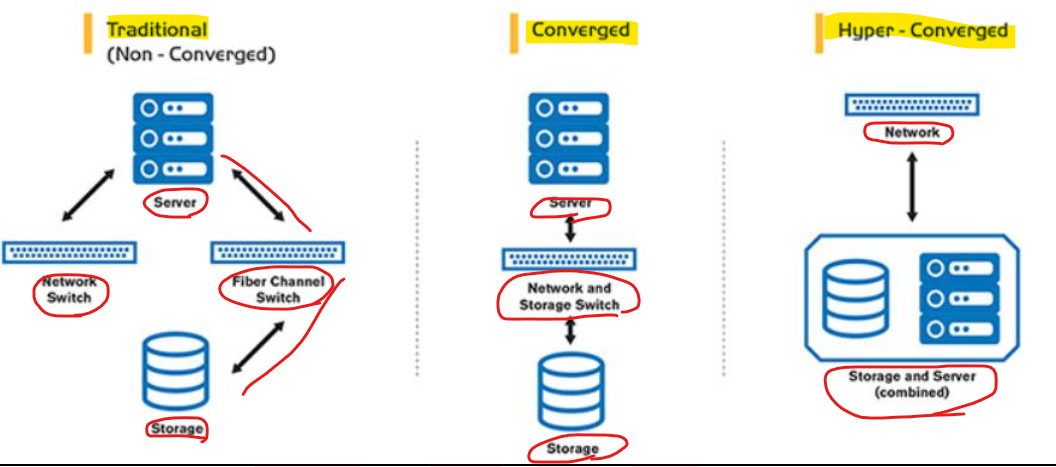 Traditional
(Non - Converged)
Server
Network
Switch
Fiber Channel
Switch
Storage
Converged
Server
Network and
Storage Switch
Storage
Hyper - Converged
Network
Storage and Server
(combined)